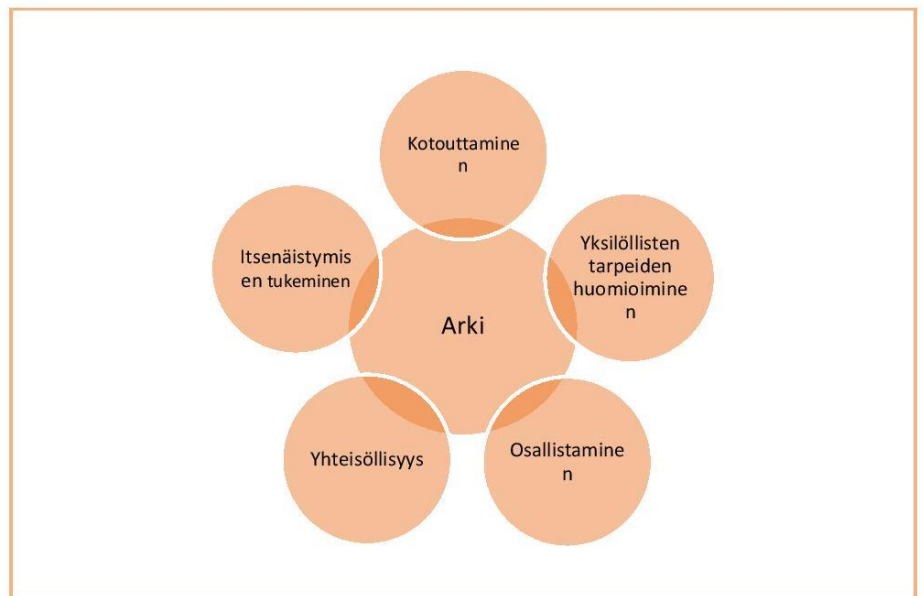 Kotouttamine
n
Itsenäistymis
en tukeminen
Yksilöllisten
tarpeiden
huomioimine
n
Arki
Yhteisöllisyys
Osallistamine
n